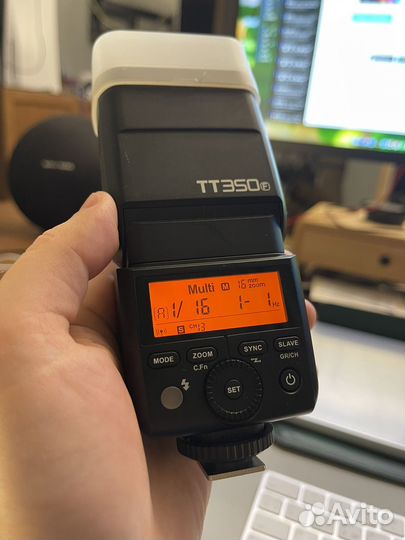 TT350F
Multi M 16 mm zoom
A 1/16 1- 1 Hz
S CH 13
MODE ZOOM SYNC SLAVE
C.Fn GR/CH
SET
Avito